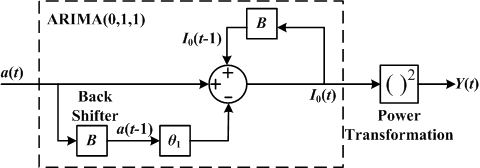 ARIMA(0,1,1)
I₀(t-1)
B
a(t)
+
+
-
I₀(t)
( )²
Y(t)
Back
Shifter
B
a(t-1)
θ₁
Power
Transformation